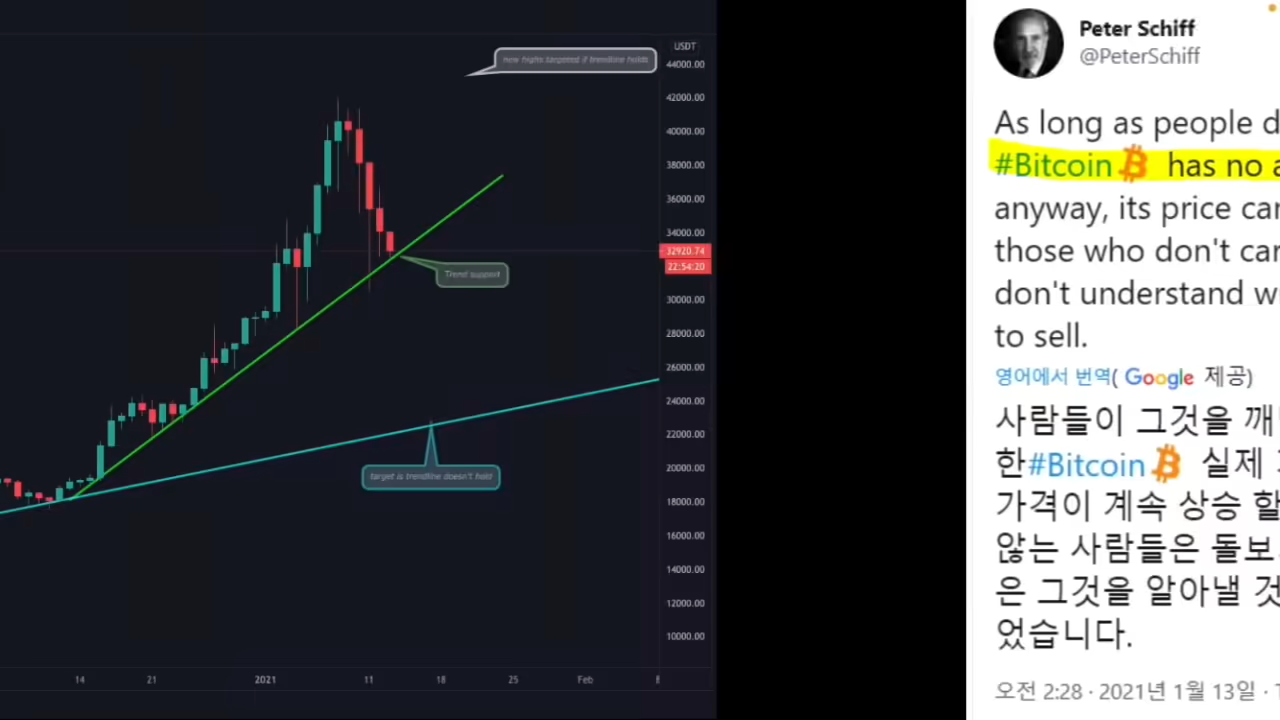 USDT
44000.00
new highs targeted if trendline holds
42000.00
40000.00
38000.00
36000.00
34000.00
32920.74
22:54:20
Trend support
30000.00
28000.00
26000.00
24000.00
22000.00
target is trendline doesn't hold
20000.00
18000.00
16000.00
14000.00
12000.00
10000.00
14 21 2021 11 18 25 Feb 8
Peter Schiff
@PeterSchiff
As long as people d
#Bitcoin has no a
anyway, its price can
those who don't car
don't understand w
to sell.
영어에서 번역( Google 제공)
사람들이 그것을 깨
한#Bitcoin 실제
가격이 계속 상승 할
않는 사람들은 돌보
은 그것을 알아낼 것
었습니다.
오전 2:28 · 2021년 1월 13일 ·